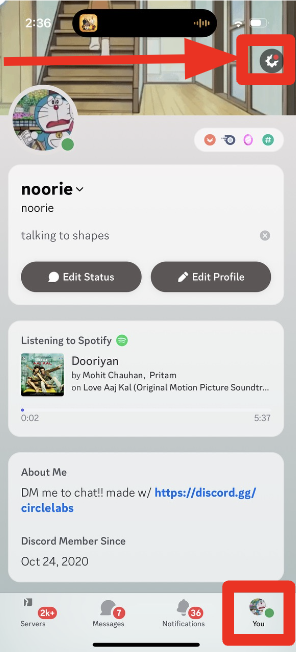 2:36
noorie
noorie
talking to shapes
Edit Status
Edit Profile
Listening to Spotify
Dooriyan
by Mohit Chauhan, Pritam
on Love Aaj Kal (Original Motion Picture Soundtr...
0:02
5:37
About Me
DM me to chat!! made w/ https://discord.gg/
circlelabs
Discord Member Since
Oct 24, 2020
2k+
7
36
Servers
Messages
Notifications
You